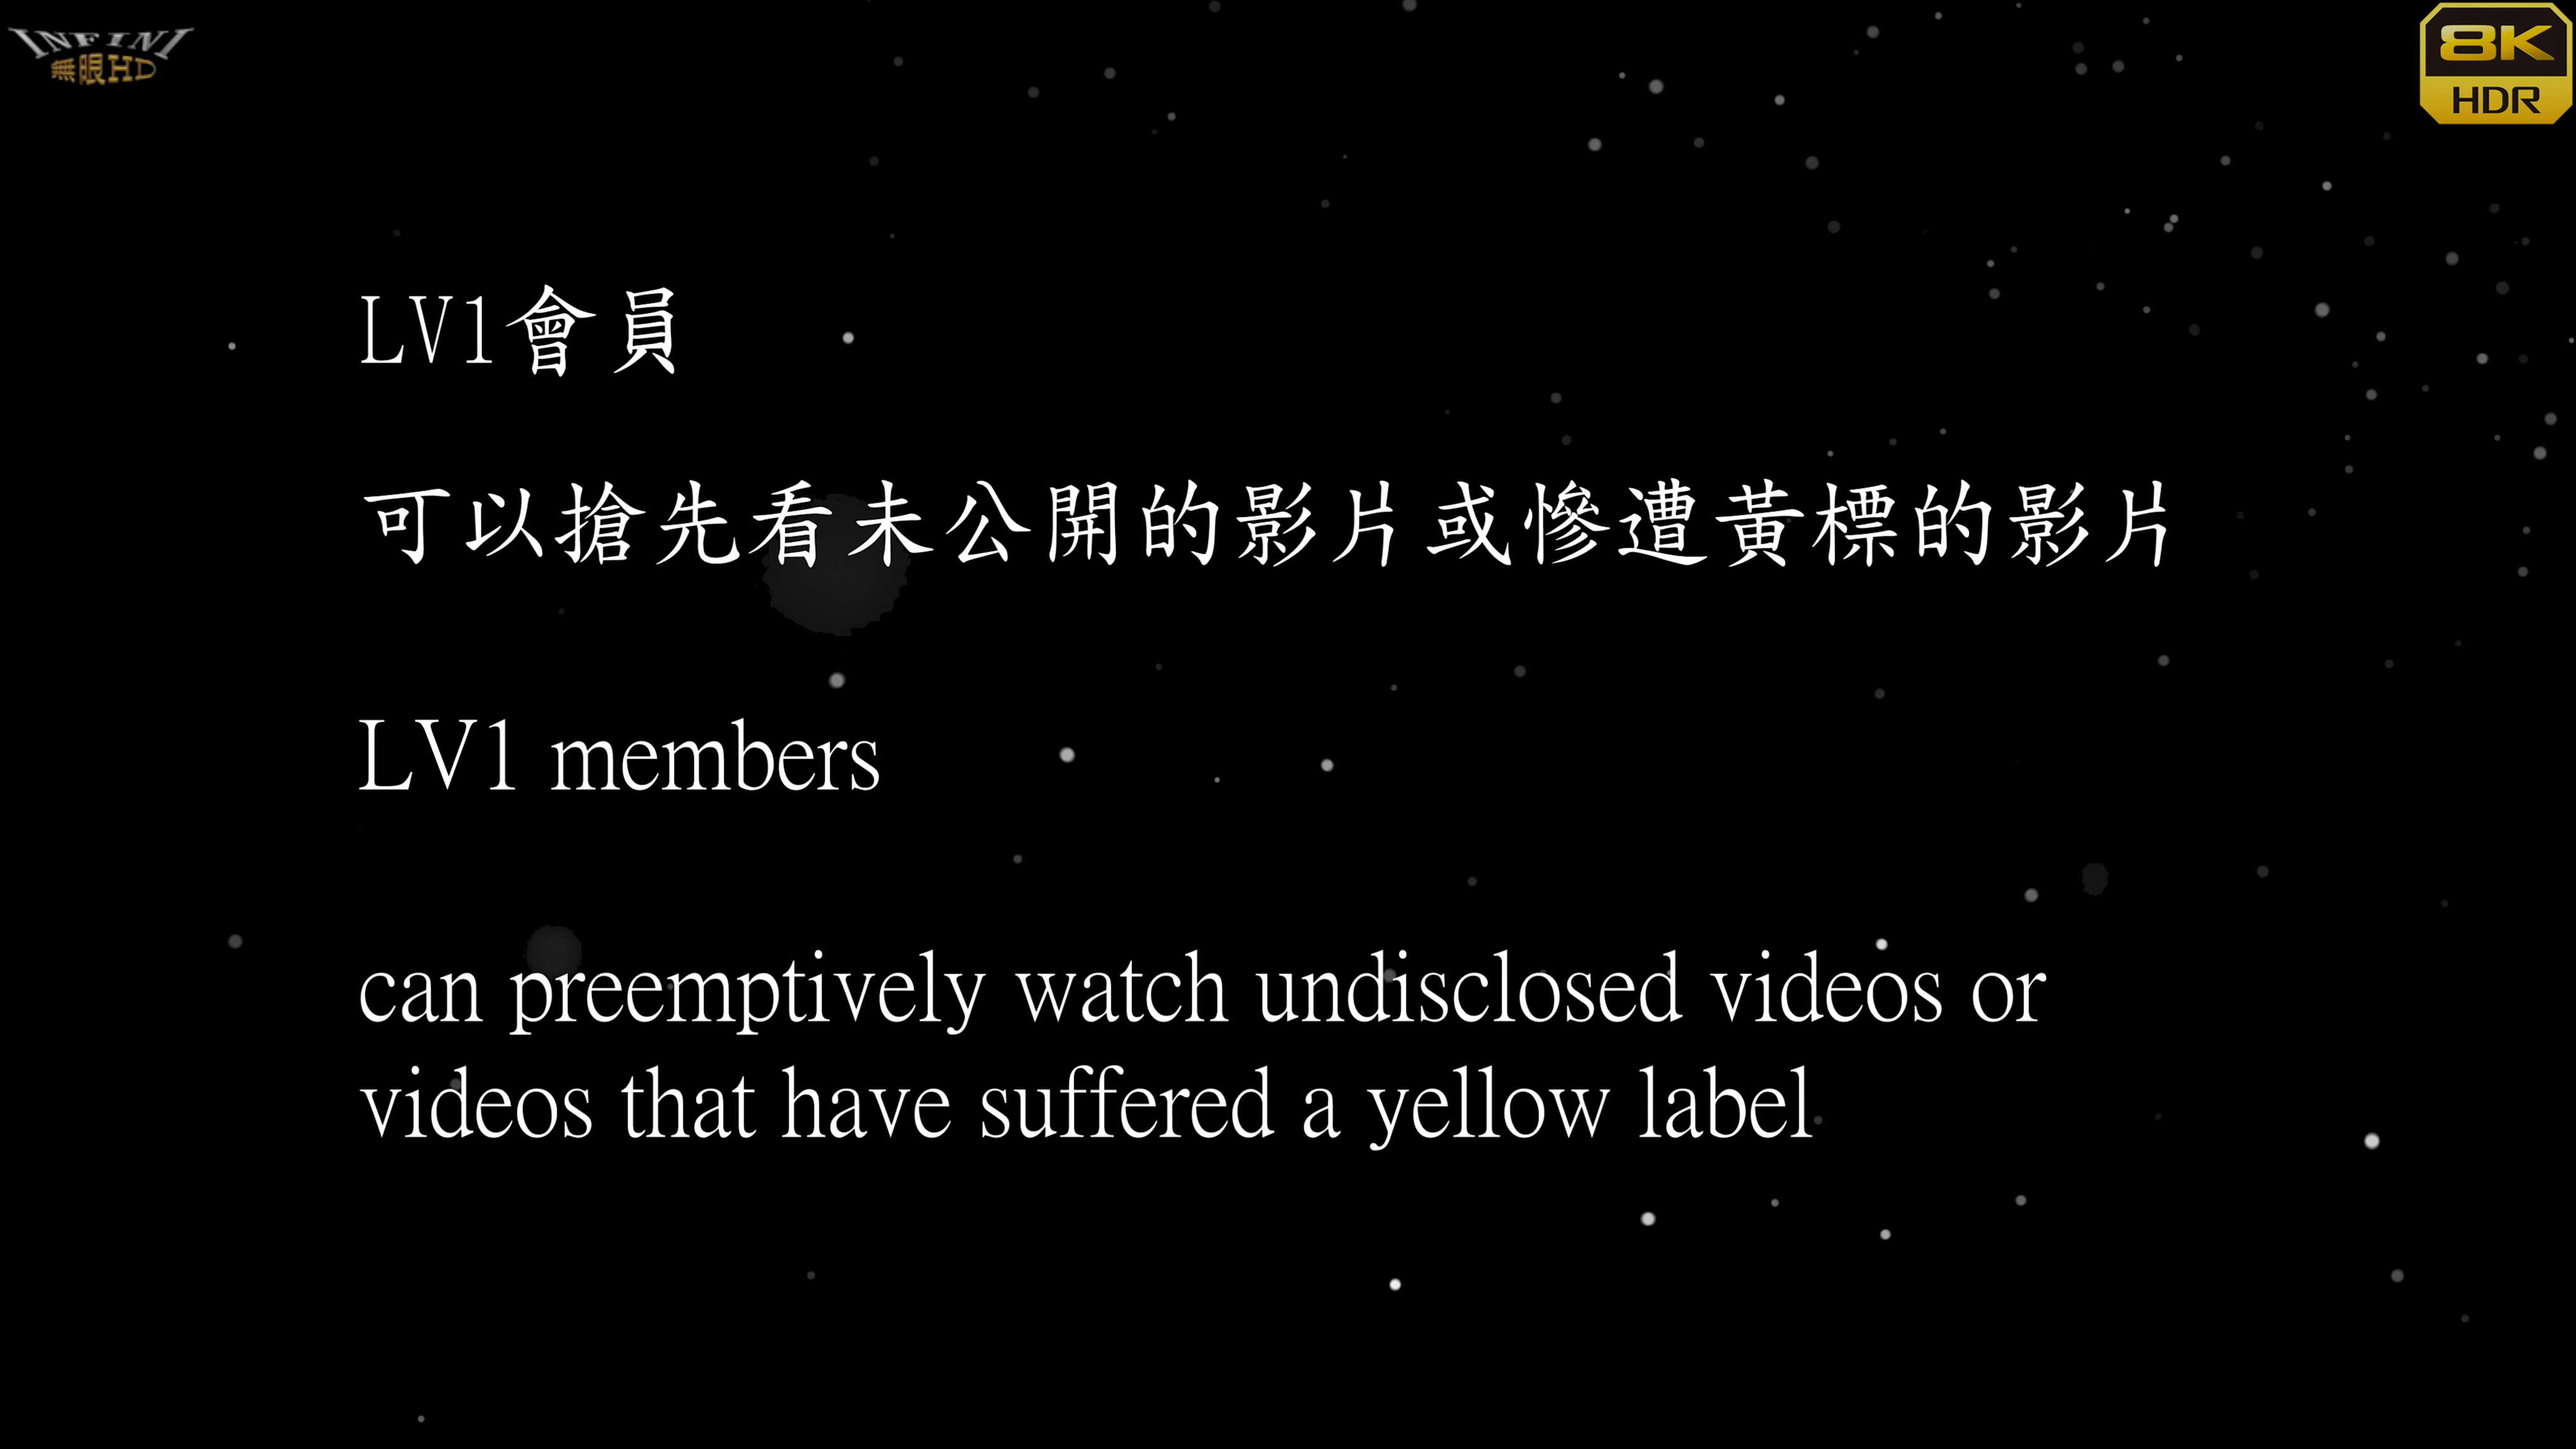 INFINI
無限HD
8K
HDR
LV1會員
可以搶先看未公開的影片或慘遭黃標的影片
LV1 members
can preemptively watch undisclosed videos or
videos that have suffered a yellow label